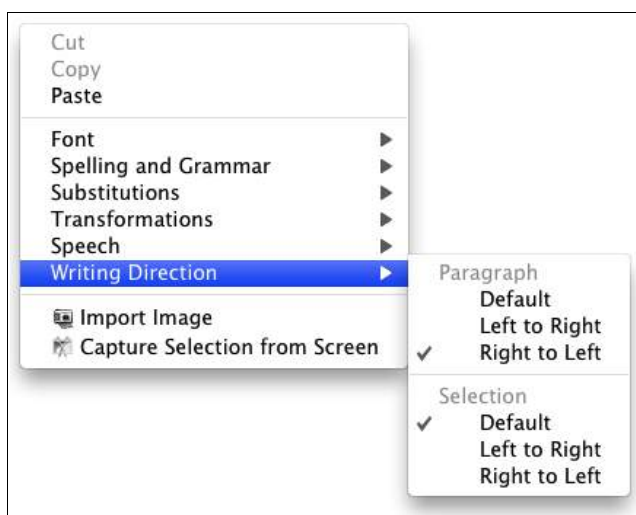 Cut
Copy
Paste
Font
Spelling and Grammar
Substitutions
Transformations
Speech
Writing Direction
Import Image
Capture Selection from Screen
Paragraph
Default
Left to Right
Right to Left
Selection
Default
Left to Right
Right to Left